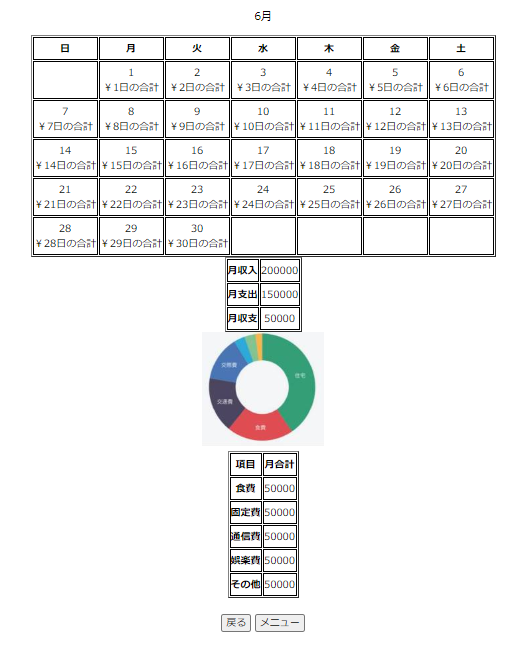 6月
日 月 火 水 木 金 土
1 2 3 4 5 6
￥1日の合計 ￥2日の合計 ￥3日の合計 ￥4日の合計 ￥5日の合計 ￥6日の合計
7 8 9 10 11 12 13
￥7日の合計 ￥8日の合計 ￥9日の合計 ￥10日の合計 ￥11日の合計 ￥12日の合計 ￥13日の合計
14 15 16 17 18 19 20
￥14日の合計 ￥15日の合計 ￥16日の合計 ￥17日の合計 ￥18日の合計 ￥19日の合計 ￥20日の合計
21 22 23 24 25 26 27
￥21日の合計 ￥22日の合計 ￥23日の合計 ￥24日の合計 ￥25日の合計 ￥26日の合計 ￥27日の合計
28 29 30
￥28日の合計 ￥29日の合計 ￥30日の合計
月収入 200000
月支出 150000
月収支 50000
住宅
食費
交通費
交際費
項目 月合計
食費 50000
固定費 50000
通信費 50000
娯楽費 50000
その他 50000
戻る メニュー